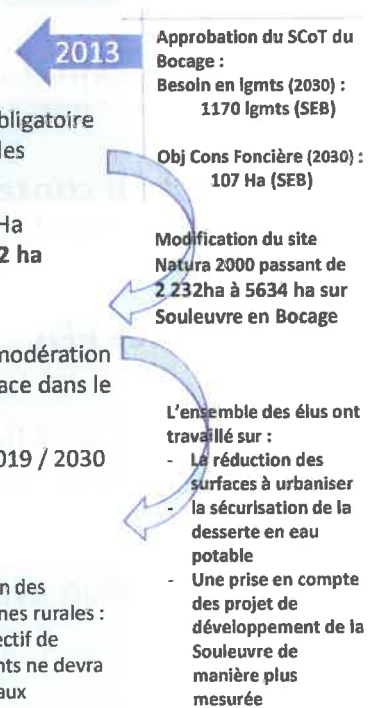 2013
Approbation du SCoT du
Bocage :
Besoin en lgmts (2030) :
1170 lgmts (SEB)
Obj Cons Foncière (2030) :
107 Ha (SEB)
Modification du site
Natura 2000 passant de
2 232ha à 5634 ha sur
Souleuvre en Bocage
L'ensemble des élus ont
travaillé sur :
- La réduction des
surfaces à urbaniser
- la sécurisation de la
desserte en eau
potable
- Une prise en compte
des projet de
développement de la
Souleuvre de
manière plus
mesurée
bligatoire
les
Ha
2 ha
modération
ace dans le
019 / 2030
n des
nes rurales :
ectif de
nts ne devra
aux